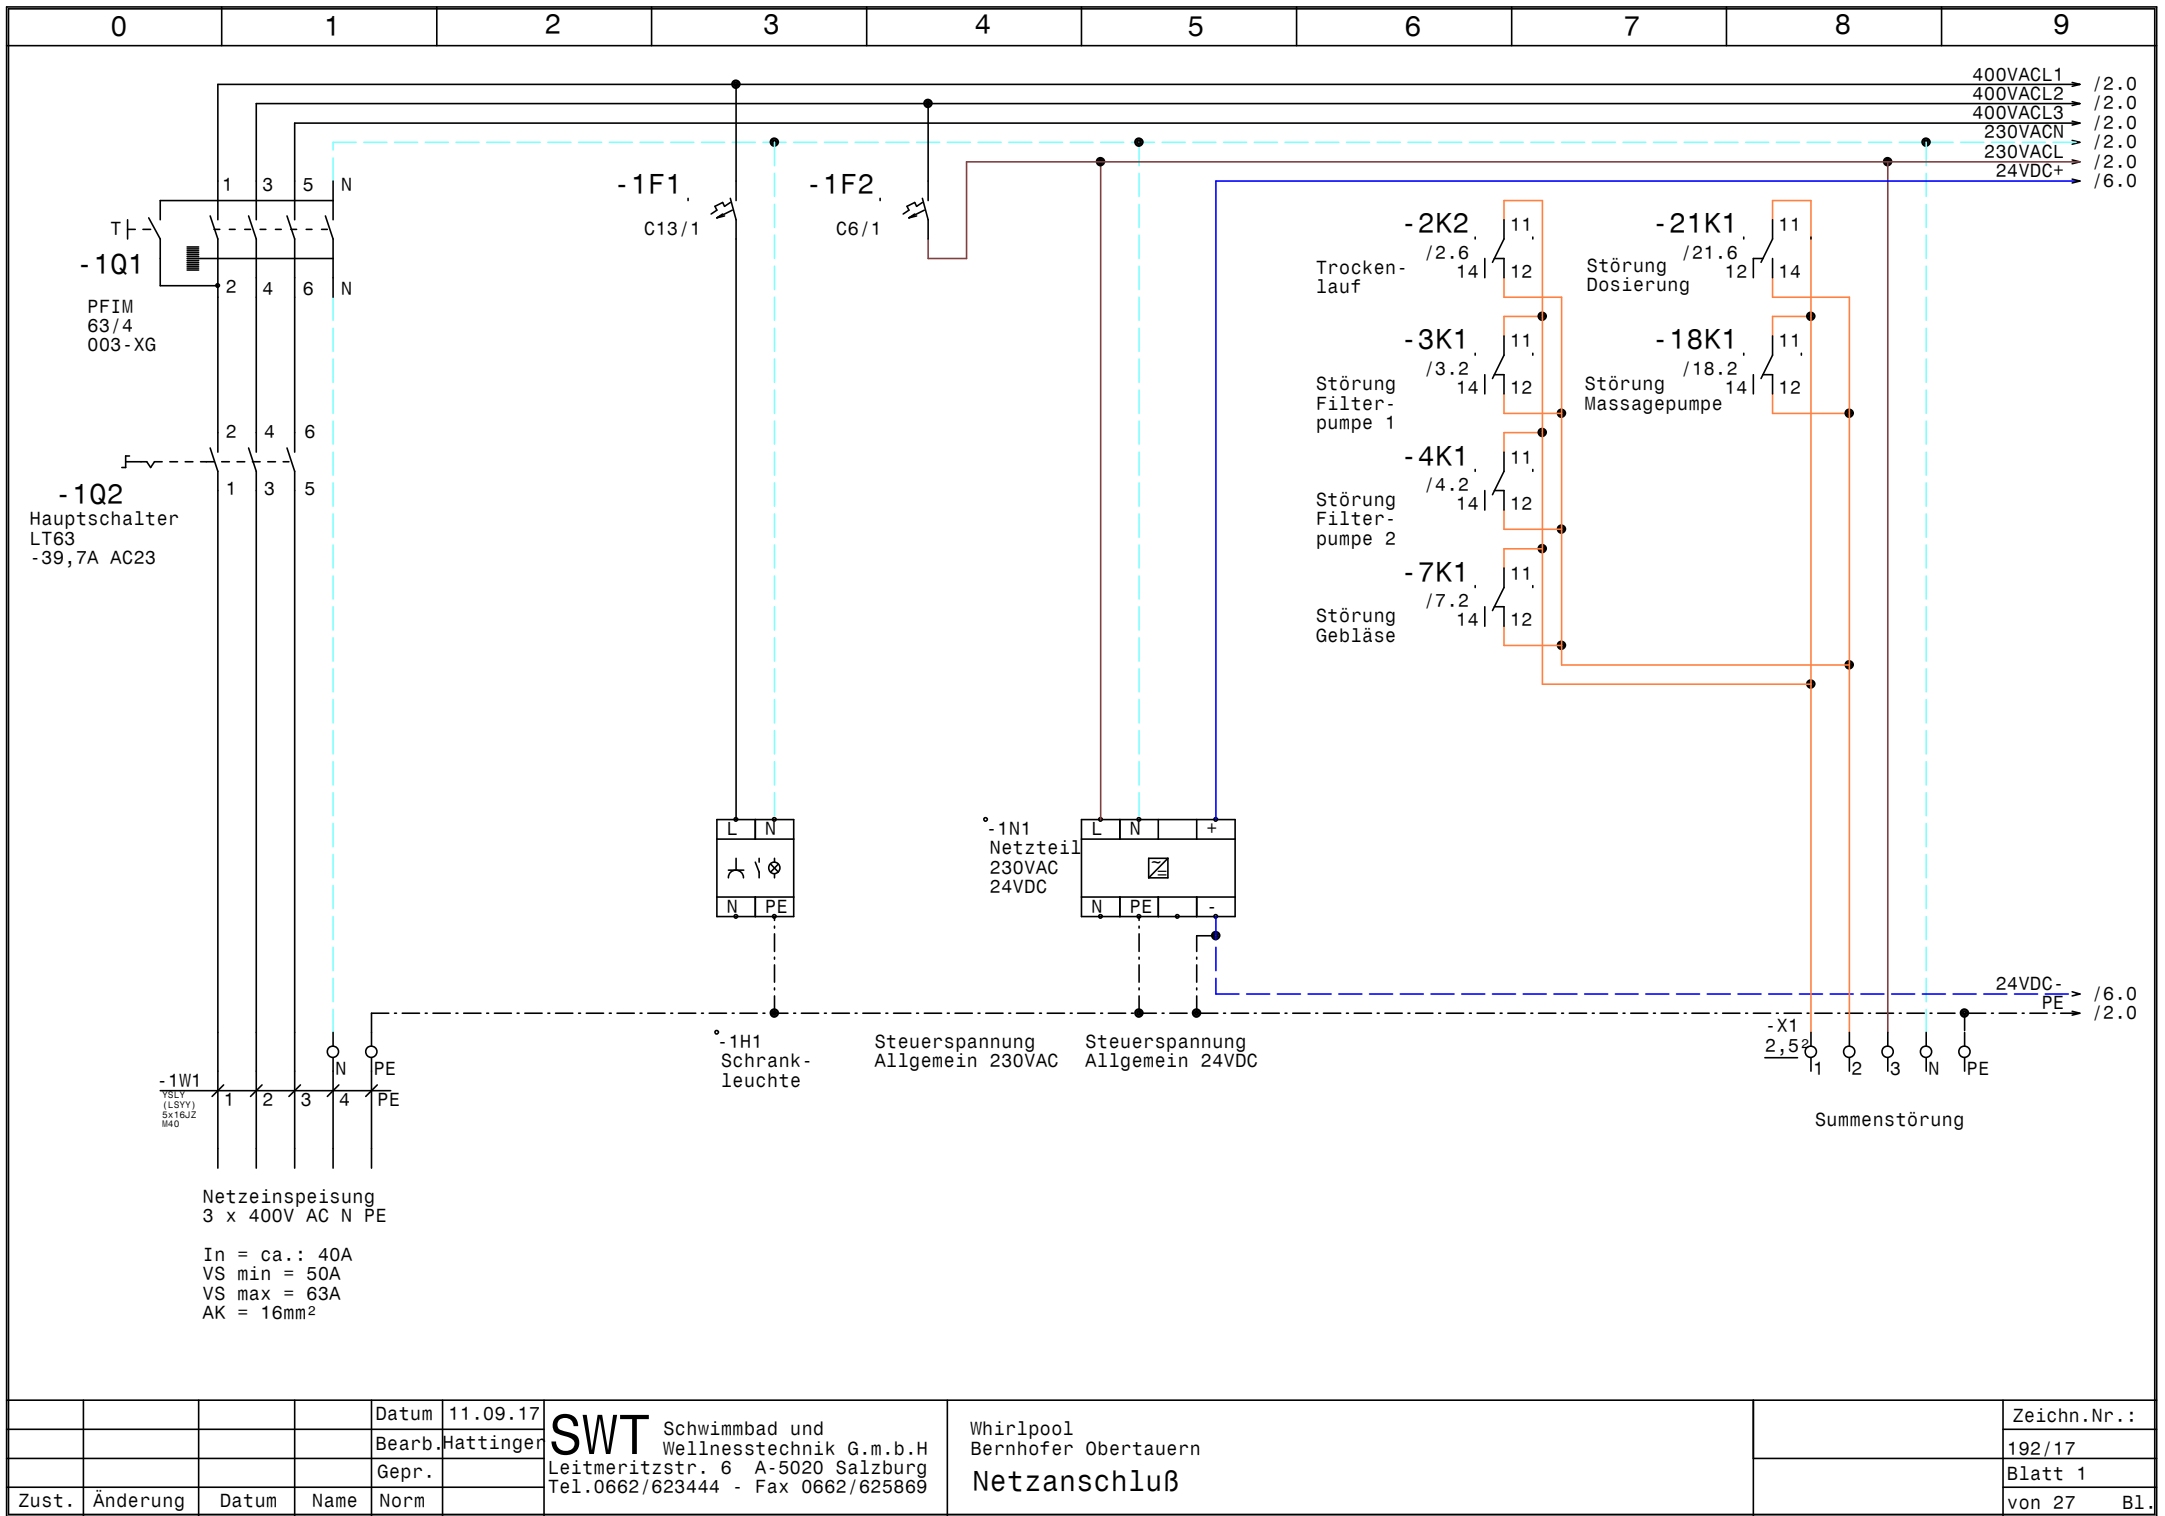 0 1 2 3 4 5 6 7 8 9
400VACL1 /2.0
400VACL2 /2.0
400VACL3 /2.0
230VACN /2.0
230VACL /2.0
24VDC+ /6.0
1 3 5 N
T
-1Q1
2 4 6 N
PFIM
63/4
003-XG
2 4 6
1 3 5
-1Q2
Hauptschalter
LT63
-39,7A AC23
-1F1
C13/1
-1F2
C6/1
-2K2
/2.6
11
14 12
Trocken-
lauf
-3K1
/3.2
11
14 12
Störung
Filter-
pumpe 1
-4K1
/4.2
11
14 12
Störung
Filter-
pumpe 2
-7K1
/7.2
11
14 12
Störung
Gebläse
-21K1
/21.6
11
12 14
Störung
Dosierung
-18K1
/18.2
11
14 12
Störung
Massagepumpe
L N
N PE
-1H1
Schrank-
leuchte
-1N1
Netzteil
230VAC
24VDC
L N +
N PE -
Steuerspannung
Allgemein 230VAC
Steuerspannung
Allgemein 24VDC
24VDC- /6.0
PE /2.0
-X1
2,5²
1 2 3 N PE
Summenstörung
N PE
-1W1
YSLY
(LSYY)
5x16JZ
M40
1 2 3 4 PE
Netzeinspeisung
3 x 400V AC N PE
In = ca.: 40A
VS min = 50A
VS max = 63A
AK = 16mm²
Datum 11.09.17
Bearb. Hattinger
Gepr.
Zust. Änderung Datum Name Norm
SWT Schwimmbad und
Wellnesstechnik G.m.b.H
Leitmeritzstr. 6 A-5020 Salzburg
Tel.0662/623444 - Fax 0662/625869
Whirlpool
Bernhofer Obertauern
Netzanschluß
Zeichn.Nr.:
192/17
Blatt 1
von 27 Bl.